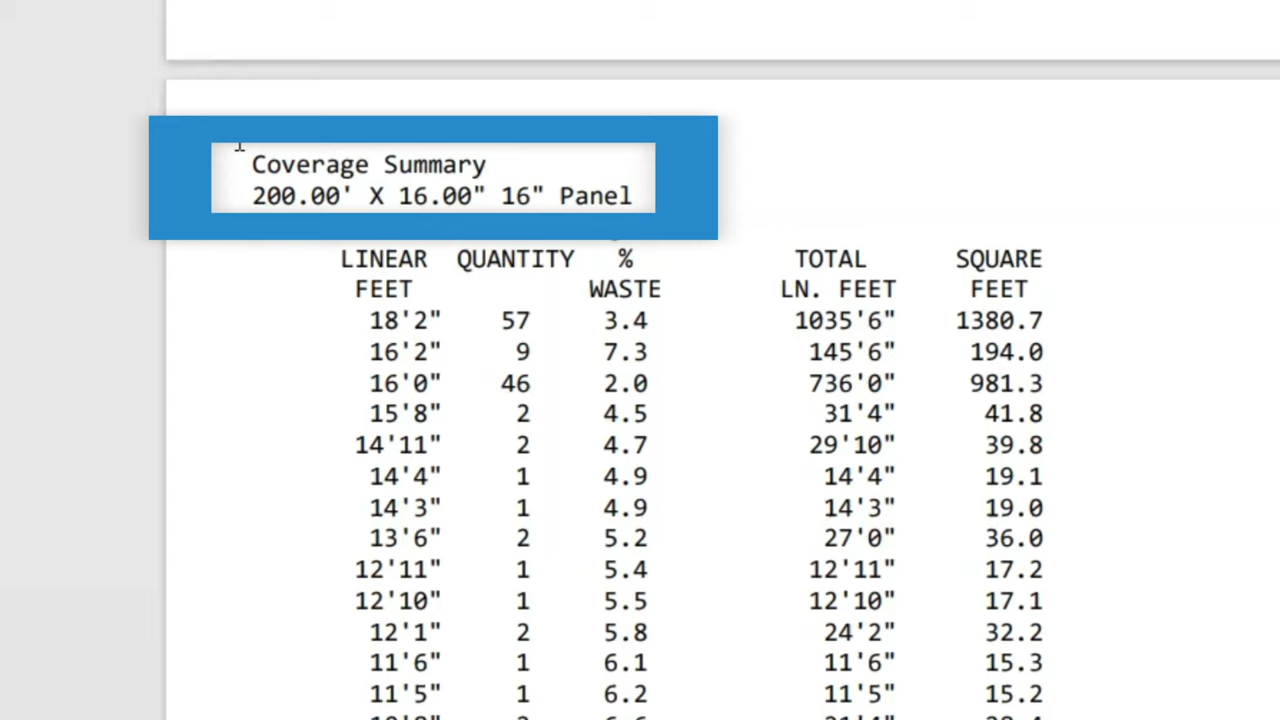 Coverage Summary
200.00' X 16.00" 16" Panel
LINEAR QUANTITY % TOTAL SQUARE
FEET WASTE LN. FEET FEET
18'2" 57 3.4 1035'6" 1380.7
16'2" 9 7.3 145'6" 194.0
16'0" 46 2.0 736'0" 981.3
15'8" 2 4.5 31'4" 41.8
14'11" 2 4.7 29'10" 39.8
14'4" 1 4.9 14'4" 19.1
14'3" 1 4.9 14'3" 19.0
13'6" 2 5.2 27'0" 36.0
12'11" 1 5.4 12'11" 17.2
12'10" 1 5.5 12'10" 17.1
12'1" 2 5.8 24'2" 32.2
11'6" 1 6.1 11'6" 15.3
11'5" 1 6.2 11'5" 15.2